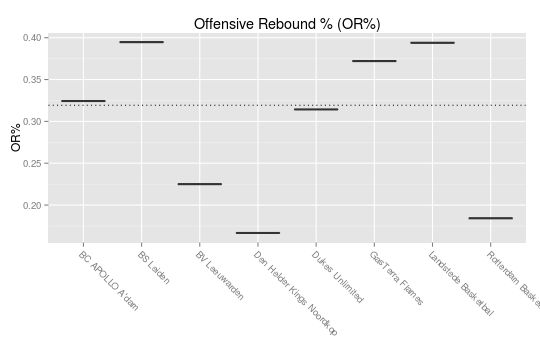 Offensive Rebound % (OR%)
OR%
0.40
0.35
0.30
0.25
0.20
BC APOLLO A'dam
BS Leiden
BV Leeuwarden
Den Helder Kings Noordkop
Dukes Unlimited
GasTerra Flames
Landstede Basketbal
Rotterdam Baske